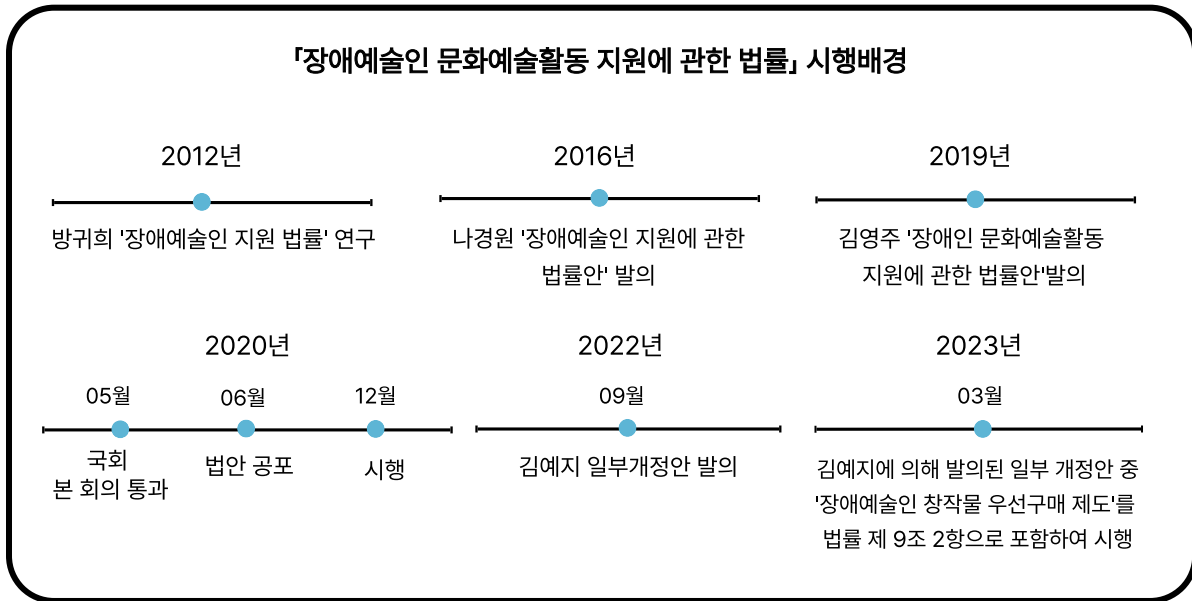 「장애예술인 문화예술활동 지원에 관한 법률」 시행배경
2012년
방귀희 '장애예술인 지원 법률' 연구
2016년
나경원 '장애예술인 지원에 관한
법률안' 발의
2019년
김영주 '장애인 문화예술활동
지원에 관한 법률안'발의
2020년
05월
국회
본 회의 통과
06월
법안 공포
12월
시행
2022년
09월
김예지 일부개정안 발의
2023년
03월
김예지에 의해 발의된 일부 개정안 중
'장애예술인 창작물 우선구매 제도'를
법률 제 9조 2항으로 포함하여 시행